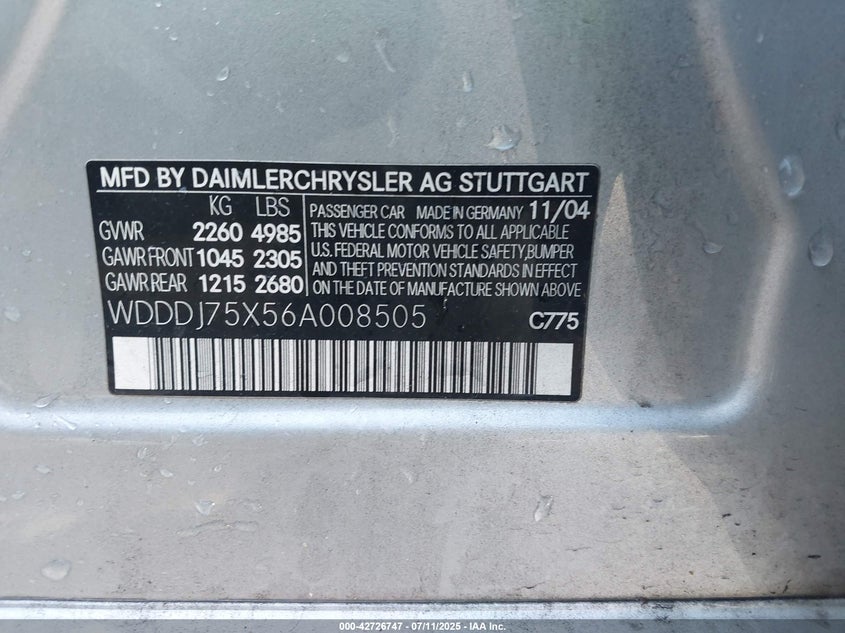 MFD BY DAIMLERCHRYSLER AG STUTTGART
KG LBS
GVWR 2260 4985
GAWR FRONT 1045 2305
GAWR REAR 1215 2680
PASSENGER CAR MADE IN GERMANY 11/04
THIS VEHICLE CONFORMS TO ALL APPLICABLE
U.S. FEDERAL MOTOR VEHICLE SAFETY,BUMPER
AND THEFT PREVENTION STANDARDS IN EFFECT
ON THE DATE OF MANUFACTURE SHOWN ABOVE
WDDDJ75X56A008505
C775
000-42726747 - 07/11/2025 - IAA Inc.